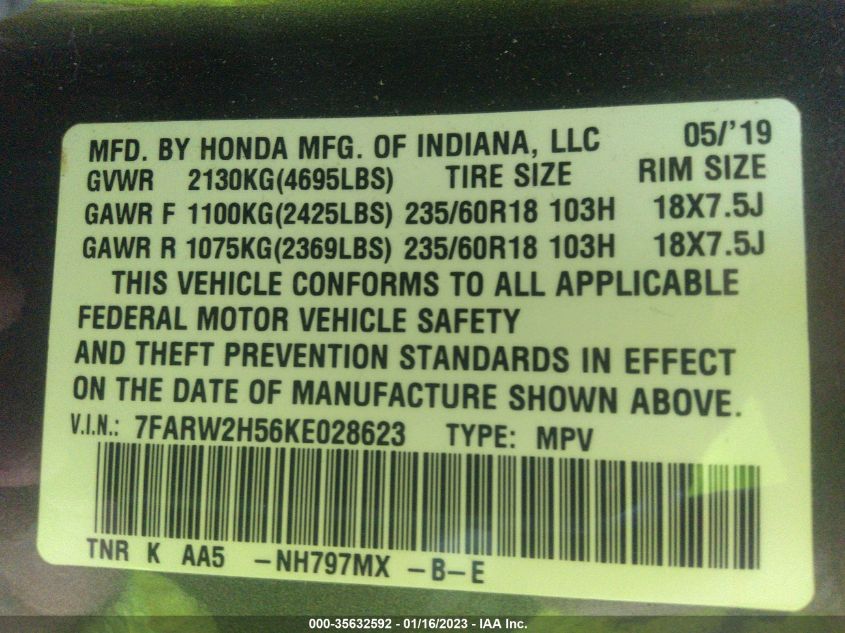 MFD. BY HONDA MFG. OF INDIANA, LLC 05/'19
GVWR 2130KG(4695LBS) TIRE SIZE RIM SIZE
GAWR F 1100KG(2425LBS) 235/60R18 103H 18X7.5J
GAWR R 1075KG(2369LBS) 235/60R18 103H 18X7.5J
THIS VEHICLE CONFORMS TO ALL APPLICABLE
FEDERAL MOTOR VEHICLE SAFETY
AND THEFT PREVENTION STANDARDS IN EFFECT
ON THE DATE OF MANUFACTURE SHOWN ABOVE.
V.I.N.: 7FARW2H56KE028623 TYPE: MPV
TNR K AA5 -NH797MX -B-E
000-35632592 - 01/16/2023 - IAA Inc.